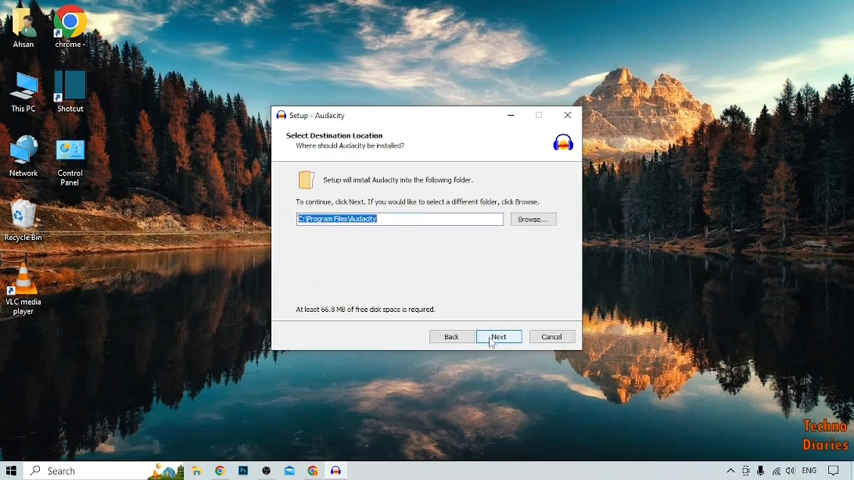 Ahsan
chrome -
This PC
Shotcut
Network
Control
Panel
Recycle Bin
VLC media
player
Setup - Audacity
Select Destination Location
Where should Audacity be installed?
Setup will install Audacity into the following folder.
To continue, click Next. If you would like to select a different folder, click Browse.
C:\Program Files\Audacity
Browse...
At least 66.8 MB of free disk space is required.
Back
Next
Cancel
Techno
Diaries
Search
Ps
ENG